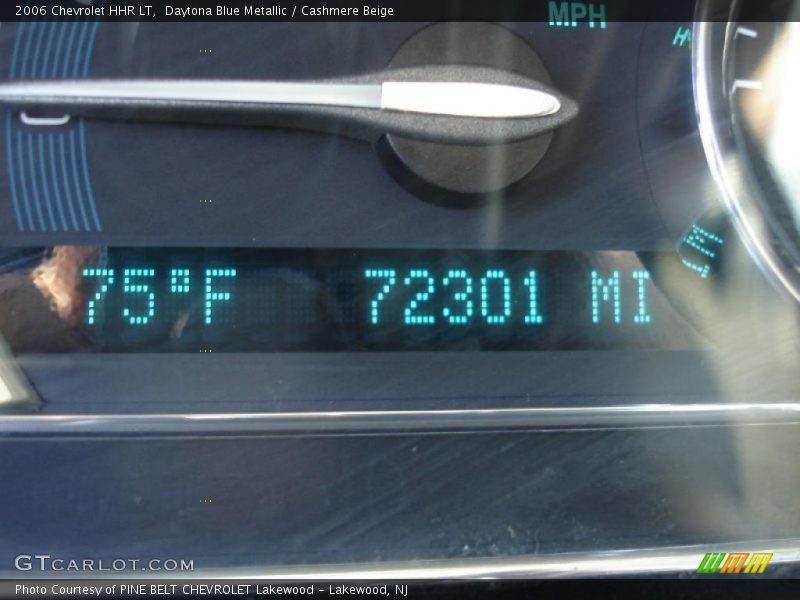 2006 Chevrolet HHR LT,  Daytona Blue Metallic / Cashmere Beige
MPH
E
75°F 72301 MI
GTCARLOT.COM
Photo Courtesy of PINE BELT CHEVROLET Lakewood - Lakewood, NJ